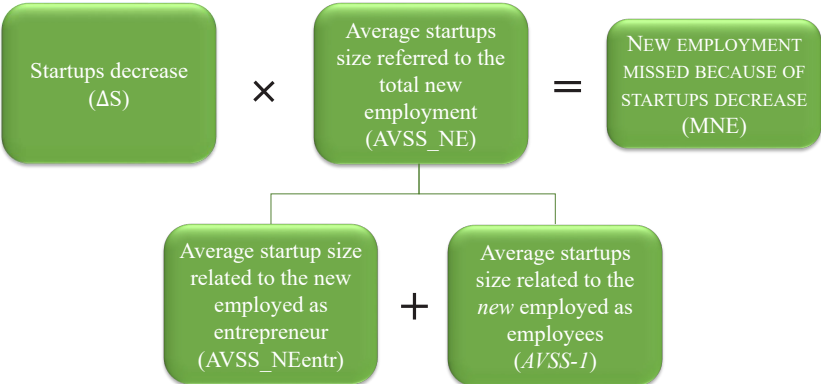 Startups decrease
(ΔS)
×
Average startups
size referred to the
total new
employment
(AVSS_NE)
=
NEW EMPLOYMENT
MISSED BECAUSE OF
STARTUPS DECREASE
(MNE)
Average startup size
related to the new
employed as
entrepreneur
(AVSS_NEentr)
+
Average startups
size related to the
new employed as
employees
(AVSS-1)